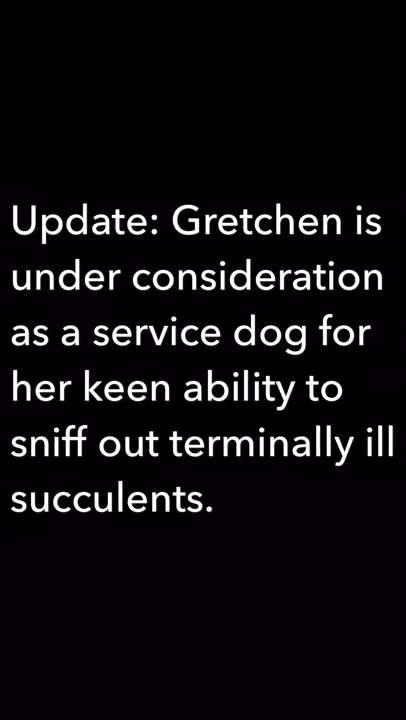 Update: Gretchen is
under consideration
as a service dog for
her keen ability to
sniff out terminally ill
succulents.